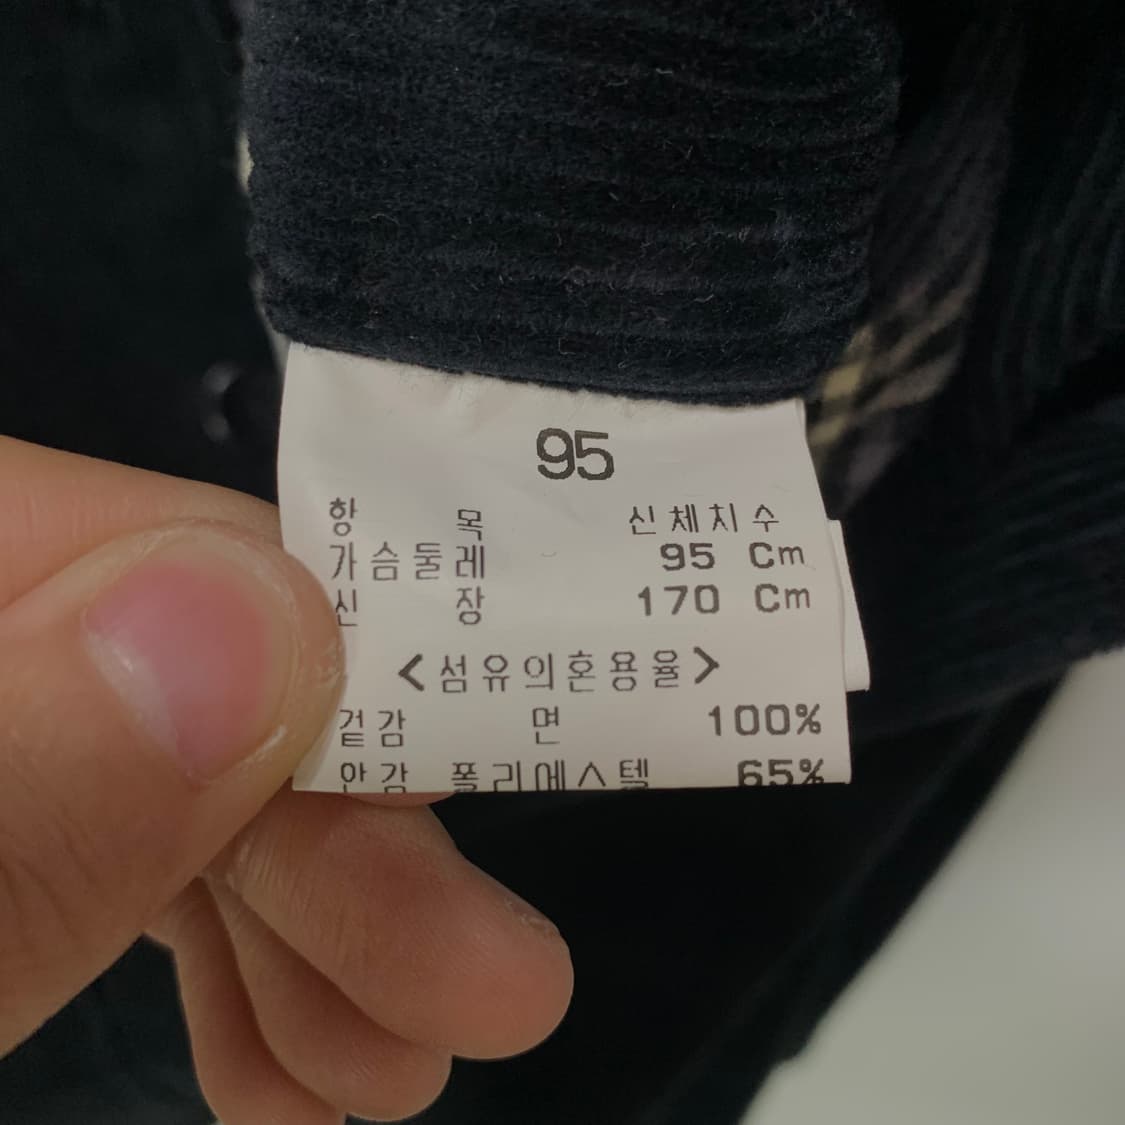 95
항 목 신체치수
가슴둘레 95 Cm
신 장 170 Cm
<섬유의혼용율>
겉감 면 100%
안감 폴리에스텔 65%